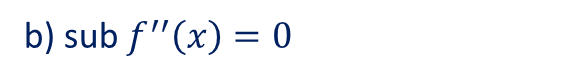 b) sub f''(x) = 0